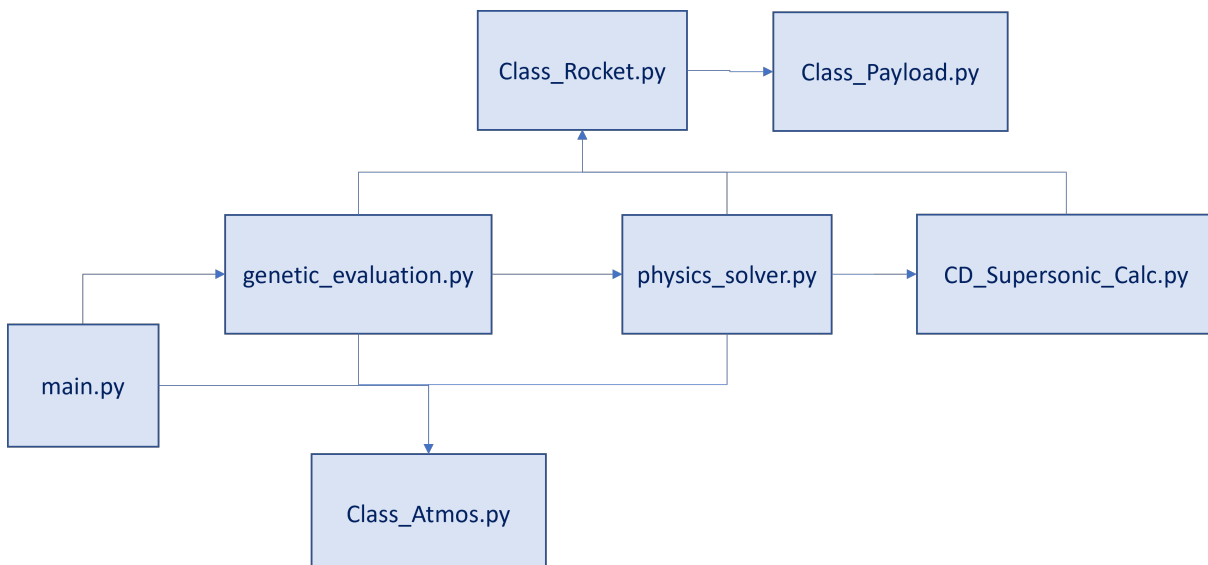 Class_Rocket.py
Class_Payload.py
genetic_evaluation.py
physics_solver.py
CD_Supersonic_Calc.py
main.py
Class_Atmos.py